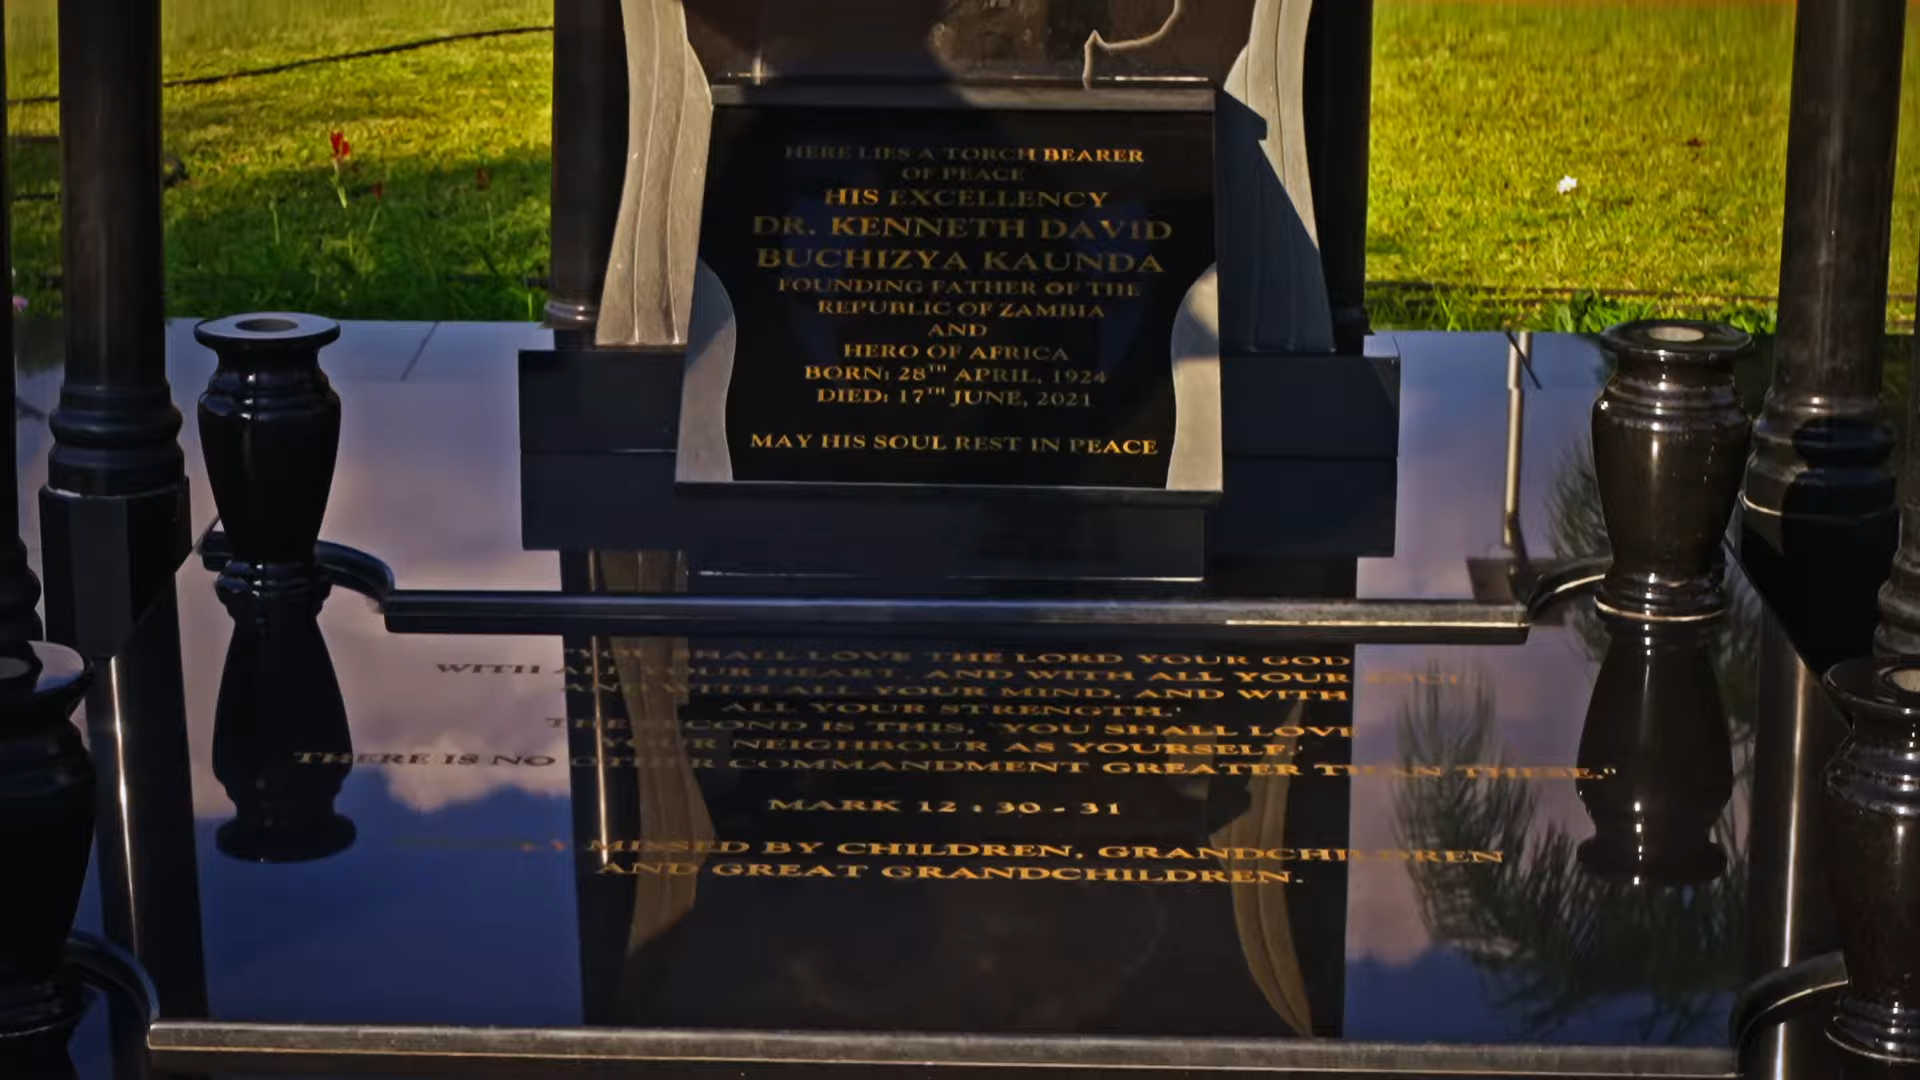 HERE LIES A TORCH BEARER
OF PEACE
HIS EXCELLENCY
DR. KENNETH DAVID
BUCHIZYA KAUNDA
FOUNDING FATHER OF THE
REPUBLIC OF ZAMBIA
AND
HERO OF AFRICA
BORN: 28TH APRIL, 1924
DIED: 17TH JUNE, 2021
MAY HIS SOUL REST IN PEACE
"YOU SHALL LOVE THE LORD YOUR GOD
WITH ALL YOUR HEART, AND WITH ALL YOUR SOUL
AND WITH ALL YOUR MIND, AND WITH
ALL YOUR STRENGTH.'
THE SECOND IS THIS, 'YOU SHALL LOVE
YOUR NEIGHBOUR AS YOURSELF.'
THERE IS NO OTHER COMMANDMENT GREATER THAN THESE."
MARK 12 : 30 - 31
MISSED BY CHILDREN, GRANDCHILDREN
AND GREAT GRANDCHILDREN.